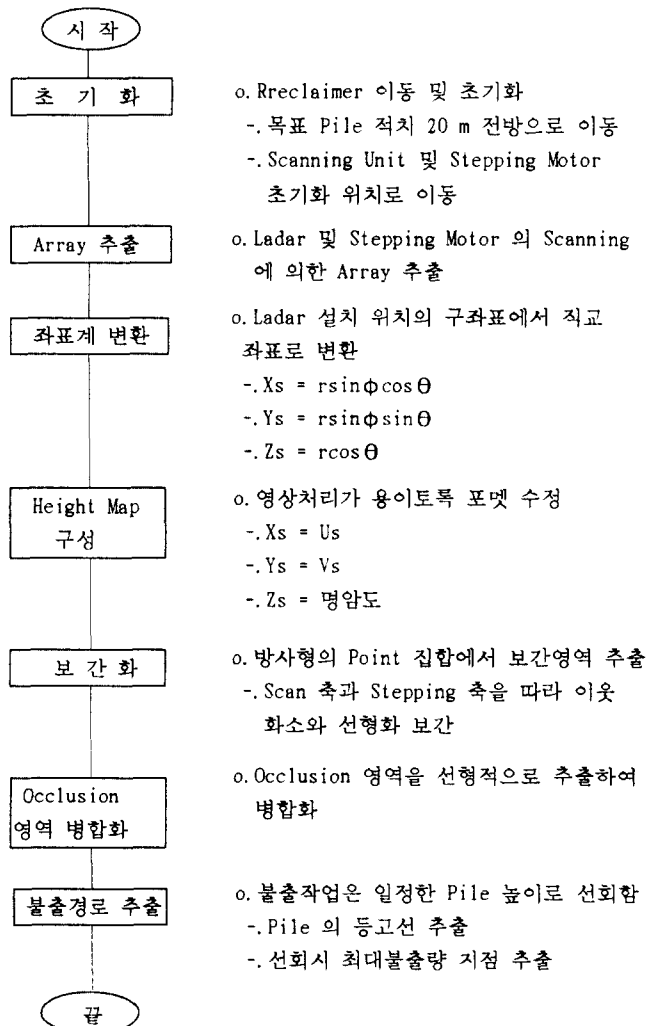 시 작
초 기 화
o. Rreclaimer 이동 및 초기화
-. 목표 Pile 적치 20 m 전방으로 이동
-. Scanning Unit 및 Stepping Motor
초기화 위치로 이동
Array 추출
o. Ladar 및 Stepping Motor 의 Scanning
에 의한 Array 추출
좌표계 변환
o. Ladar 설치 위치의 구좌표에서 직교
좌표로 변환
-. Xs = rsinφcosθ
-. Ys = rsinφsinθ
-. Zs = rcosθ
Height Map
구성
o. 영상처리가 용이토록 포멧 수정
-. Xs = Us
-. Ys = Vs
-. Zs = 명암도
보 간 화
o. 방사형의 Point 집합에서 보간영역 추출
-. Scan 축과 Stepping 축을 따라 이웃
화소와 선형화 보간
Occlusion
영역 병합화
o. Occlusion 영역을 선형적으로 추출하여
병합화
불출경로 추출
o. 불출작업은 일정한 Pile 높이로 선회함
-. Pile 의 등고선 추출
-. 선회시 최대불출량 지점 추출
끝